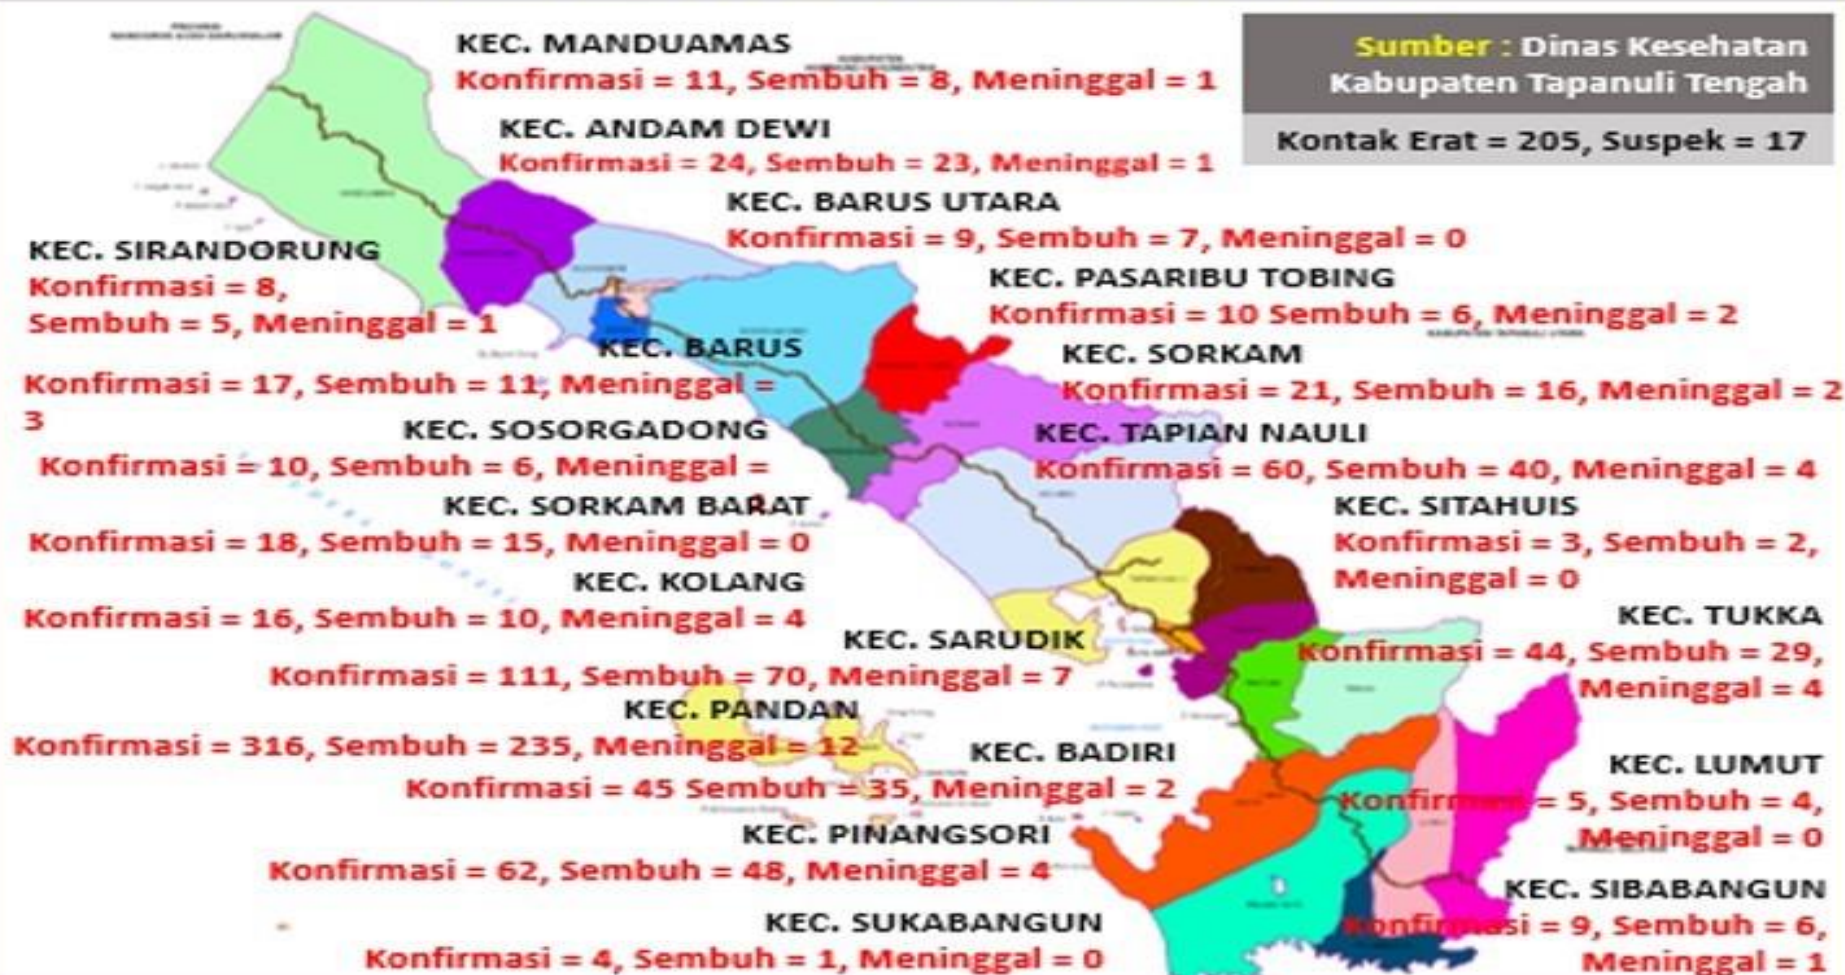 KEC. MANDUAMAS
Konfirmasi = 11, Sembuh = 8, Meninggal = 1
Sumber : Dinas Kesehatan
Kabupaten Tapanuli Tengah
Kontak Erat = 205, Suspek = 17
KEC. ANDAM DEWI
Konfirmasi = 24, Sembuh = 23, Meninggal = 1
KEC. BARUS UTARA
Konfirmasi = 9, Sembuh = 7, Meninggal = 0
KEC. SIRANDORUNG
Konfirmasi = 8,
Sembuh = 5, Meninggal = 1
KEC. PASARIBU TOBING
Konfirmasi = 10 Sembuh = 6, Meninggal = 2
KEC. BARUS
Konfirmasi = 17, Sembuh = 11, Meninggal =
3
KEC. SORKAM
Konfirmasi = 21, Sembuh = 16, Meninggal = 2
KEC. SOSORGADONG
Konfirmasi = 10, Sembuh = 6, Meninggal =
KEC. TAPIAN NAULI
Konfirmasi = 60, Sembuh = 40, Meninggal = 4
KEC. SORKAM BARAT
Konfirmasi = 18, Sembuh = 15, Meninggal = 0
KEC. SITAHUIS
Konfirmasi = 3, Sembuh = 2,
Meninggal = 0
KEC. KOLANG
Konfirmasi = 16, Sembuh = 10, Meninggal = 4
KEC. TUKKA
Konfirmasi = 44, Sembuh = 29,
Meninggal = 4
KEC. SARUDIK
Konfirmasi = 111, Sembuh = 70, Meninggal = 7
KEC. PANDAN
Konfirmasi = 316, Sembuh = 235, Meninggal = 12
KEC. BADIRI
Konfirmasi = 45 Sembuh = 35, Meninggal = 2
KEC. LUMUT
Konfirmasi = 5, Sembuh = 4,
Meninggal = 0
KEC. PINANGSORI
Konfirmasi = 62, Sembuh = 48, Meninggal = 4
KEC. SIBABANGUN
Konfirmasi = 9, Sembuh = 6,
Meninggal = 1
KEC. SUKABANGUN
Konfirmasi = 4, Sembuh = 1, Meninggal = 0